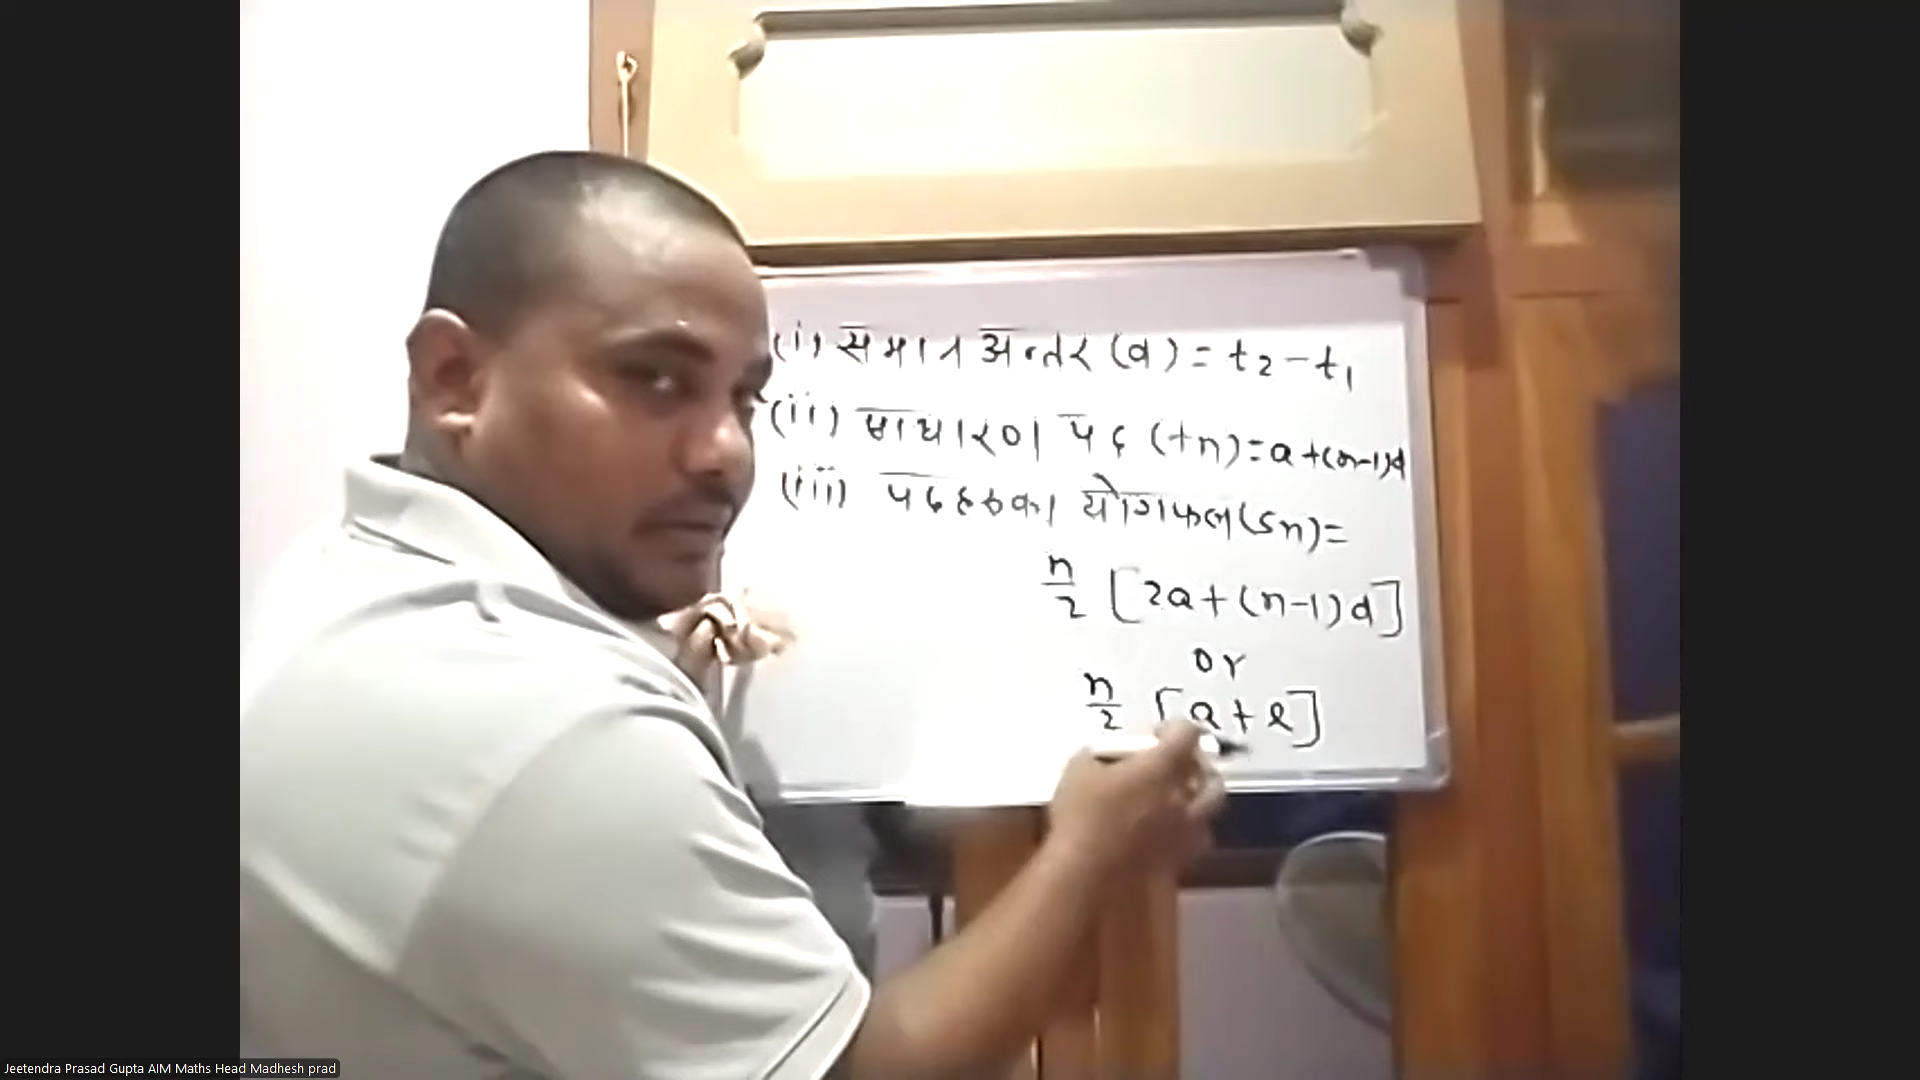 (i) समान अन्तर (d) = t₂ - t₁
(ii) साधारण पद (tn) = a + (n-1)d
(iii) पदहरुको योगफल (Sn) =
n/2 [2a + (n-1)d]
or
n/2 [a + l]
Jeetendra Prasad Gupta AIM Maths Head Madhesh prad